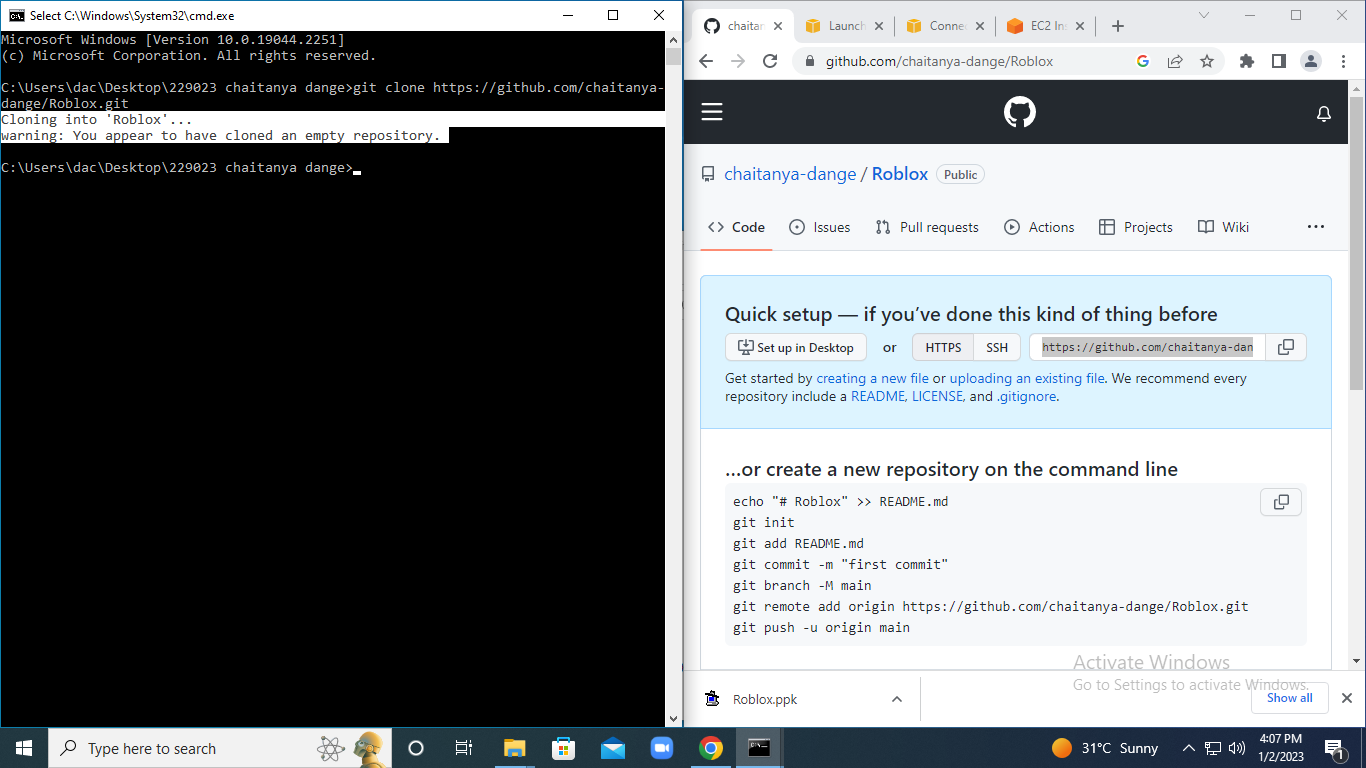 Select C:\Windows\System32\cmd.exe
Microsoft Windows [Version 10.0.19044.2251]
(c) Microsoft Corporation. All rights reserved.
C:\Users\dac\Desktop\229023 chaitanya dange>git clone https://github.com/chaitanya-
dange/Roblox.git
Cloning into 'Roblox'...
warning: You appear to have cloned an empty repository.
C:\Users\dac\Desktop\229023 chaitanya dange>
chaitan
Launch
Connec
EC2 Ins
github.com/chaitanya-dange/Roblox
chaitanya-dange / Roblox Public
Code Issues Pull requests Actions Projects Wiki
Quick setup — if you've done this kind of thing before
Set up in Desktop or HTTPS SSH https://github.com/chaitanya-dan
Get started by creating a new file or uploading an existing file. We recommend every
repository include a README, LICENSE, and .gitignore.
...or create a new repository on the command line
echo "# Roblox" >> README.md
git init
git add README.md
git commit -m "first commit"
git branch -M main
git remote add origin https://github.com/chaitanya-dange/Roblox.git
git push -u origin main
Activate Windows
Go to Settings to activate Windows.
Roblox.ppk
Show all
Type here to search
31°C Sunny
4:07 PM
1/2/2023
1